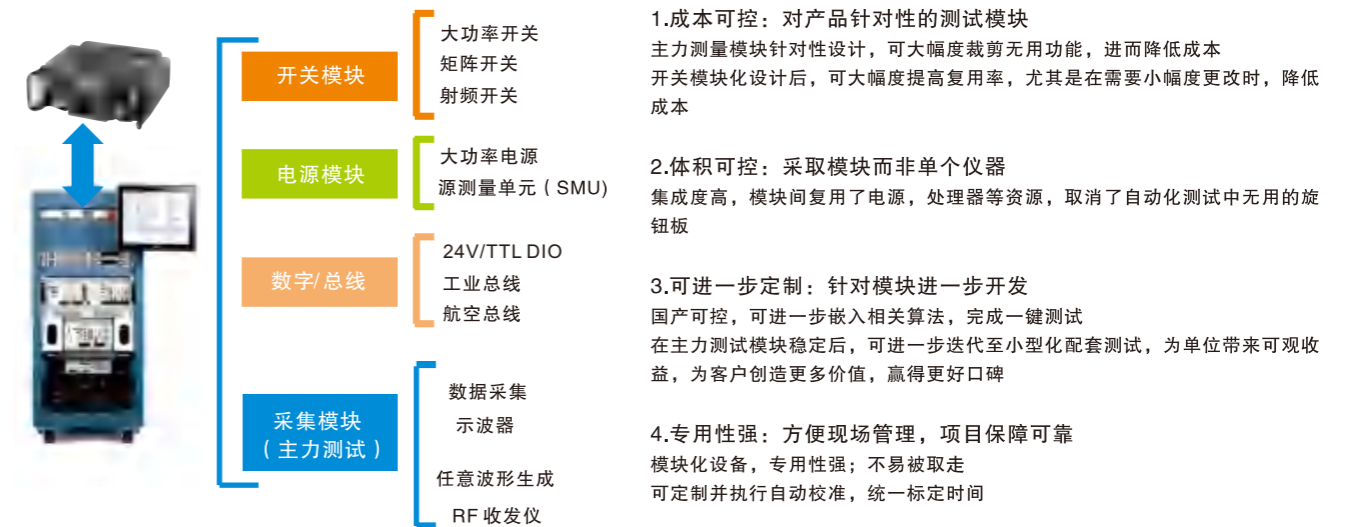 开关模块
大功率开关
矩阵开关
射频开关
电源模块
大功率电源
源测量单元（SMU)
数字/总线
24V/TTL DIO
工业总线
航空总线
采集模块
（主力测试）
数据采集
示波器
任意波形生成
RF 收发仪
1.成本可控：对产品针对性的测试模块
主力测量模块针对性设计，可大幅度裁剪无用功能，进而降低成本
开关模块化设计后，可大幅度提高复用率，尤其是在需要小幅度更改时，降低
成本
2.体积可控：采取模块而非单个仪器
集成度高，模块间复用了电源，处理器等资源，取消了自动化测试中无用的旋
钮板
3.可进一步定制：针对模块进一步开发
国产可控，可进一步嵌入相关算法，完成一键测试
在主力测试模块稳定后，可进一步迭代至小型化配套测试，为单位带来可观收
益，为客户创造更多价值，赢得更好口碑
4.专用性强：方便现场管理，项目保障可靠
模块化设备，专用性强；不易被取走
可定制并执行自动校准，统一标定时间